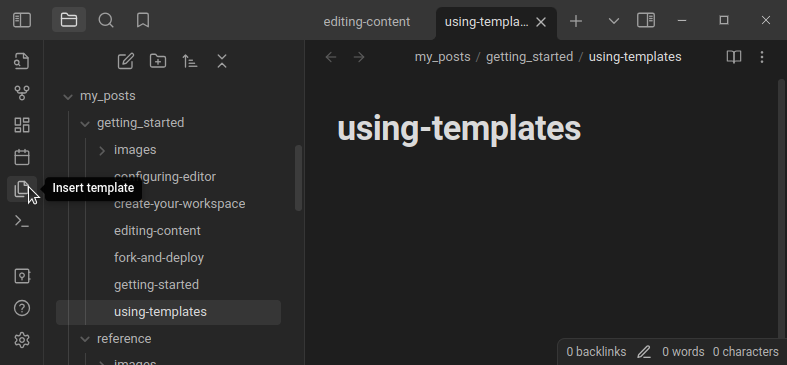 editing-content
using-templa...
my_posts / getting_started / using-templates
my_posts
getting_started
images
configuring-editor
Insert template
create-your-workspace
editing-content
fork-and-deploy
getting-started
using-templates
reference
images
using-templates
0 backlinks 0 words 0 characters